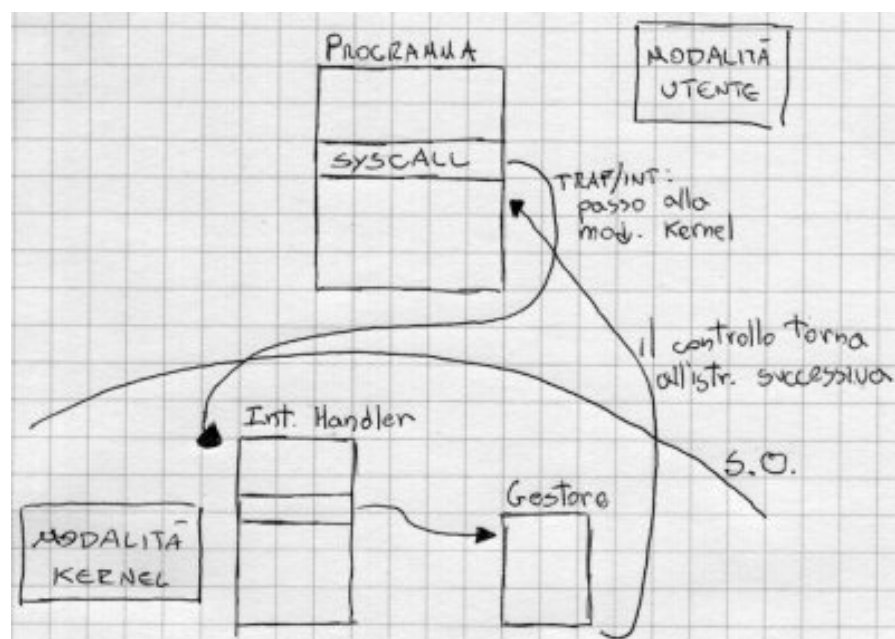 PROGRAMMA
MODALITÀ
UTENTE
SYSCALL
TRAP/INT:
passo alla
mod. Kernel
il controllo torna
all'istr. successiva
Int. Handler
S.O.
Gestore
MODALITÀ
KERNEL